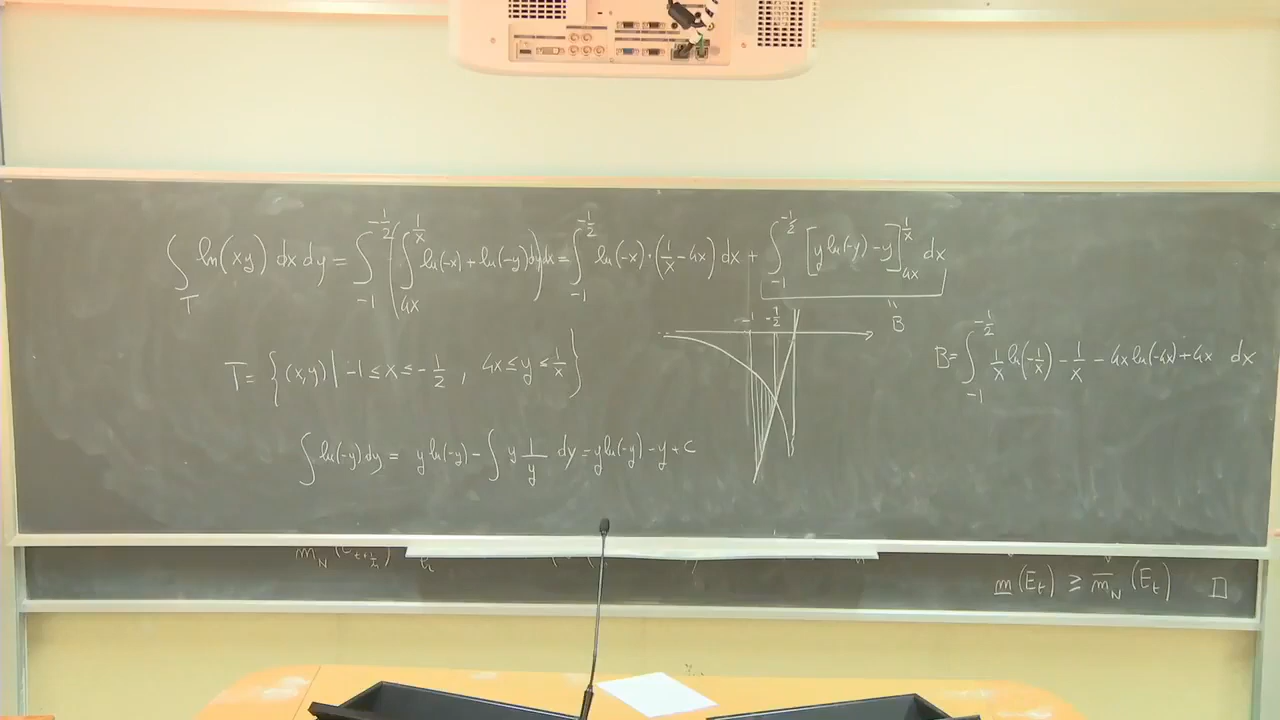 ∫_T ln(xy) dx dy = ∫_{-1}^{-1/2} (∫_{4x}^{1/x} ln(-x) + ln(-y) dy) dx = ∫_{-1}^{-1/2} ln(-x)·(1/x - 4x) dx + ∫_{-1}^{-1/2} [y ln(-y) - y]_{4x}^{1/x} dx
B
-1 -1/2
T = {(x,y) | -1 ≤ x ≤ -1/2, 4x ≤ y ≤ 1/x}
B = ∫_{-1}^{-1/2} 1/x ln(-1/x) - 1/x - 4x ln(-4x) + 4x dx
∫ ln(-y) dy = y ln(-y) - ∫ y 1/y dy = y ln(-y) - y + c
m(E_t) ≥ m̅_N(E_t) □